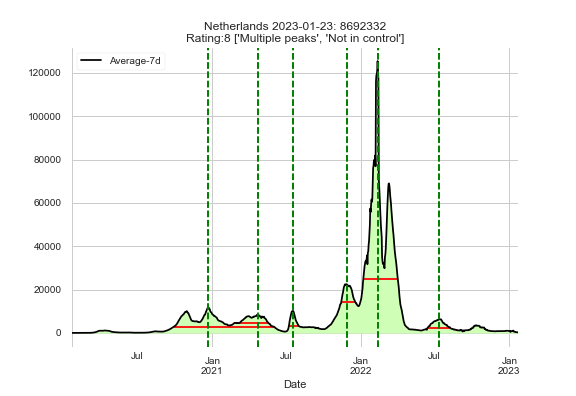 Netherlands 2023-01-23: 8692332
Rating:8 ['Multiple peaks', 'Not in control']
Average-7d
120000
100000
80000
60000
40000
20000
0
Jul
Jan
2021
Jul
Jan
2022
Jul
Jan
2023
Date